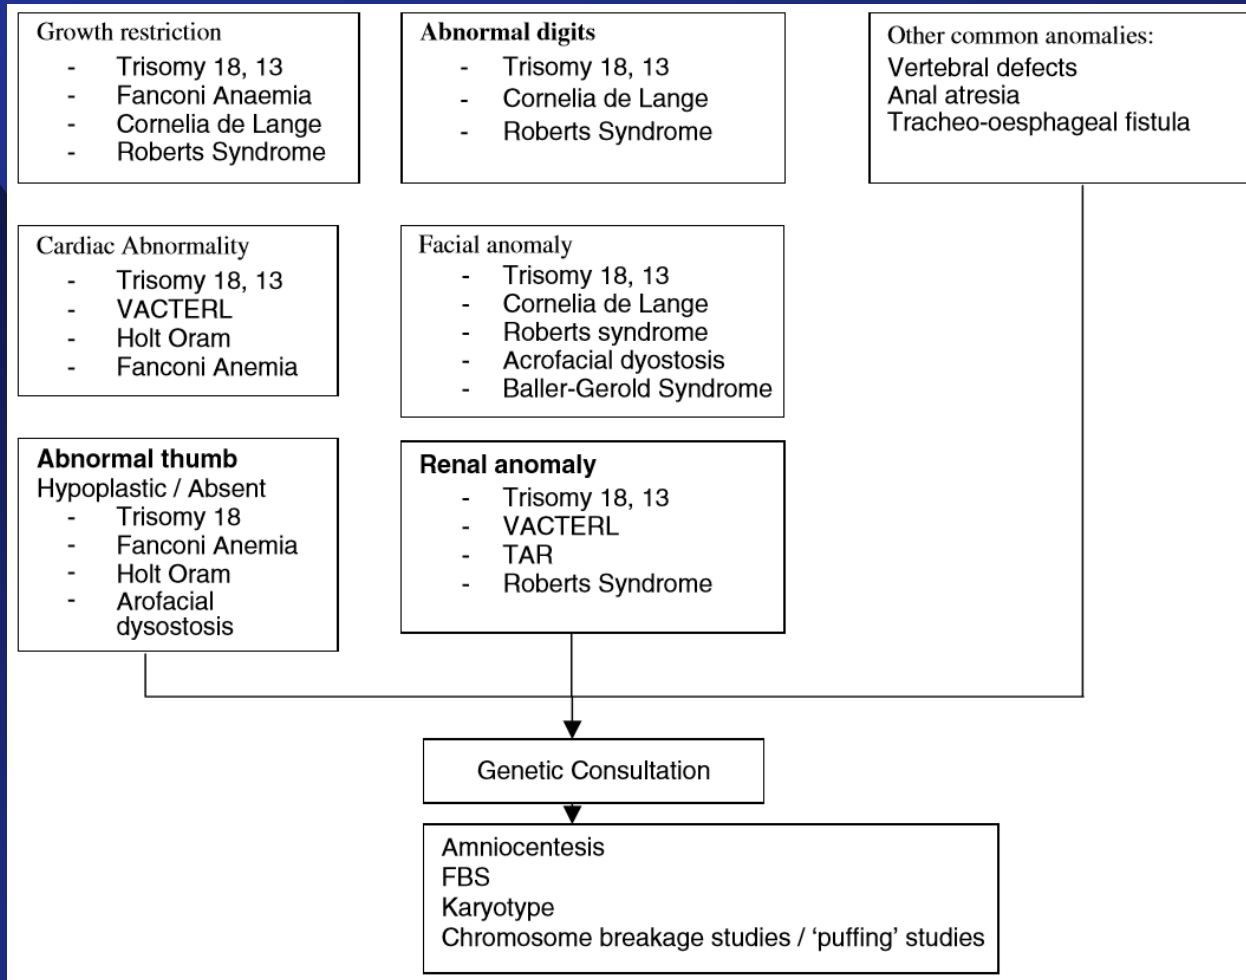 Growth restriction
- Trisomy 18, 13
- Fanconi Anaemia
- Cornelia de Lange
- Roberts Syndrome
Abnormal digits
- Trisomy 18, 13
- Cornelia de Lange
- Roberts Syndrome
Other common anomalies:
Vertebral defects
Anal atresia
Tracheo-oesphageal fistula
Cardiac Abnormality
- Trisomy 18, 13
- VACTERL
- Holt Oram
- Fanconi Anemia
Facial anomaly
- Trisomy 18, 13
- Cornelia de Lange
- Roberts syndrome
- Acrofacial dyostosis
- Baller-Gerold Syndrome
Abnormal thumb
Hypoplastic / Absent
- Trisomy 18
- Fanconi Anemia
- Holt Oram
- Arofacial
dysostosis
Renal anomaly
- Trisomy 18, 13
- VACTERL
- TAR
- Roberts Syndrome
Genetic Consultation
Amniocentesis
FBS
Karyotype
Chromosome breakage studies / ‘puffing’ studies